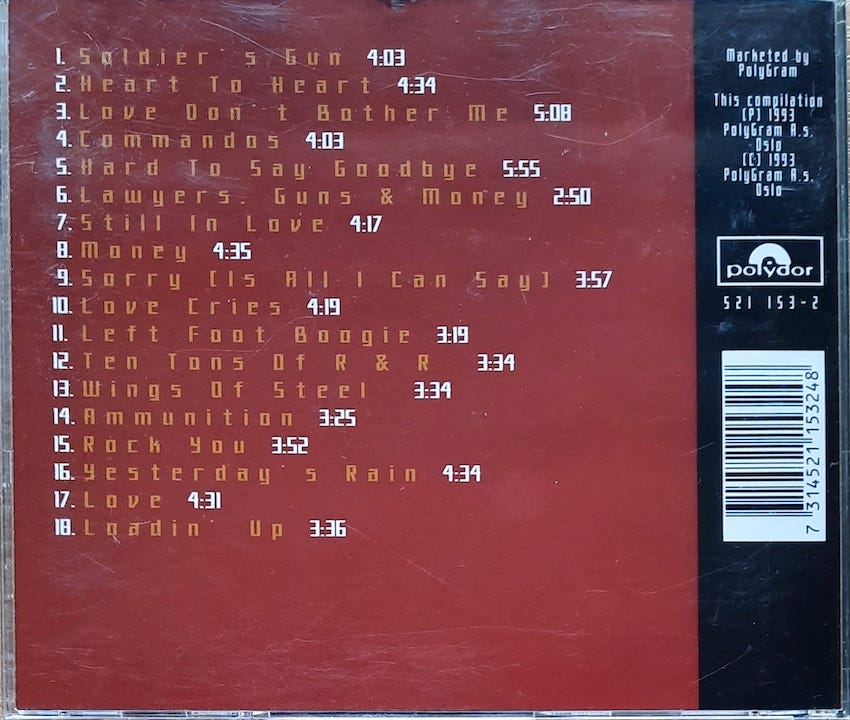 1. Soldier's Gun 4:03
2. Heart To Heart 4:34
3. Love Don't Bother Me 5:08
4. Commandos 4:03
5. Hard To Say Goodbye 5:55
6. Lawyers, Guns & Money 2:50
7. Still In Love 4:17
8. Money 4:35
9. Sorry [Is All I Can Say] 3:57
10. Love Cries 4:19
11. Left Foot Boogie 3:19
12. Ten Tons Of R & R 3:34
13. Wings Of Steel 3:34
14. Ammunition 3:25
15. Rock You 3:52
16. Yesterday's Rain 4:34
17. Love 4:31
18. Loadin' Up 3:36
Marketed by
PolyGram
This compilation
(P) 1993
PolyGram A.s.
Oslo
(C) 1993
PolyGram A.s.
Oslo
polydor
521 153-2
7 314521 153248